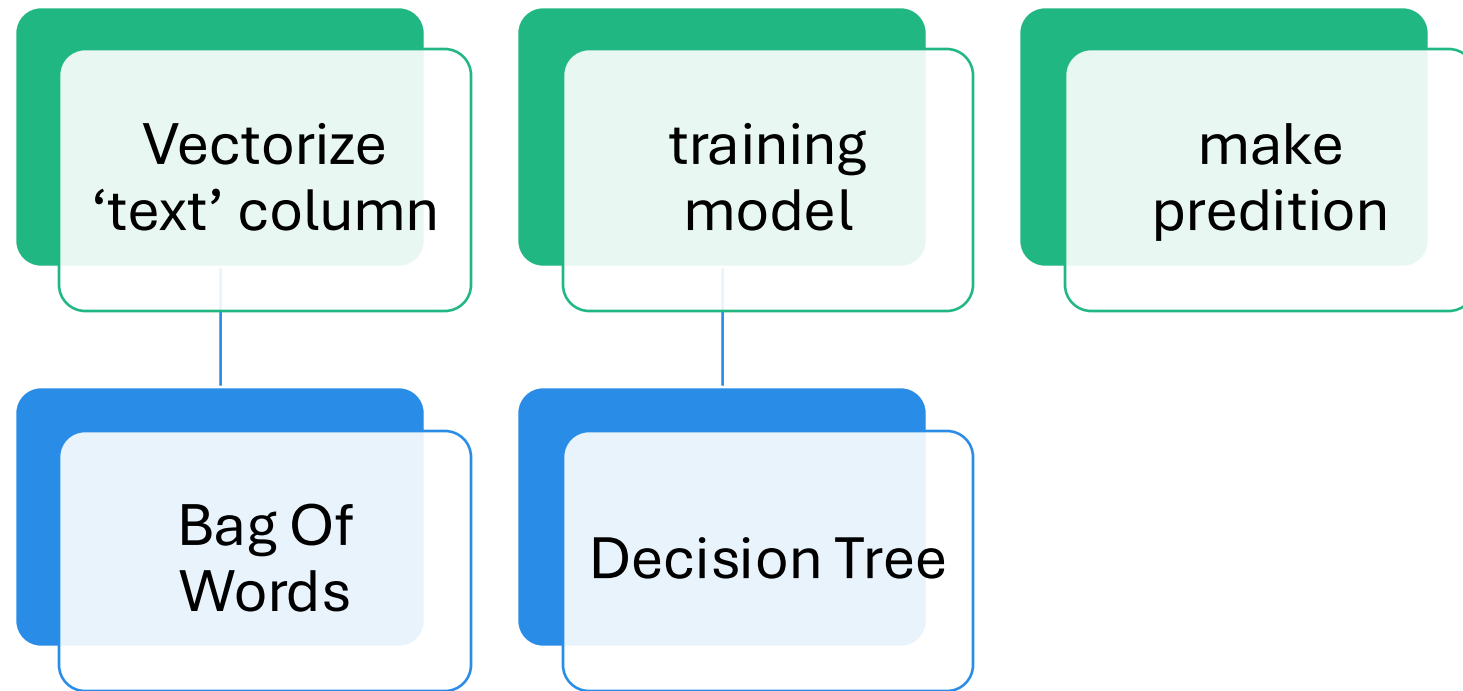 Vectorize
‘text’ column
training
model
make
predition
Bag Of
Words
Decision Tree